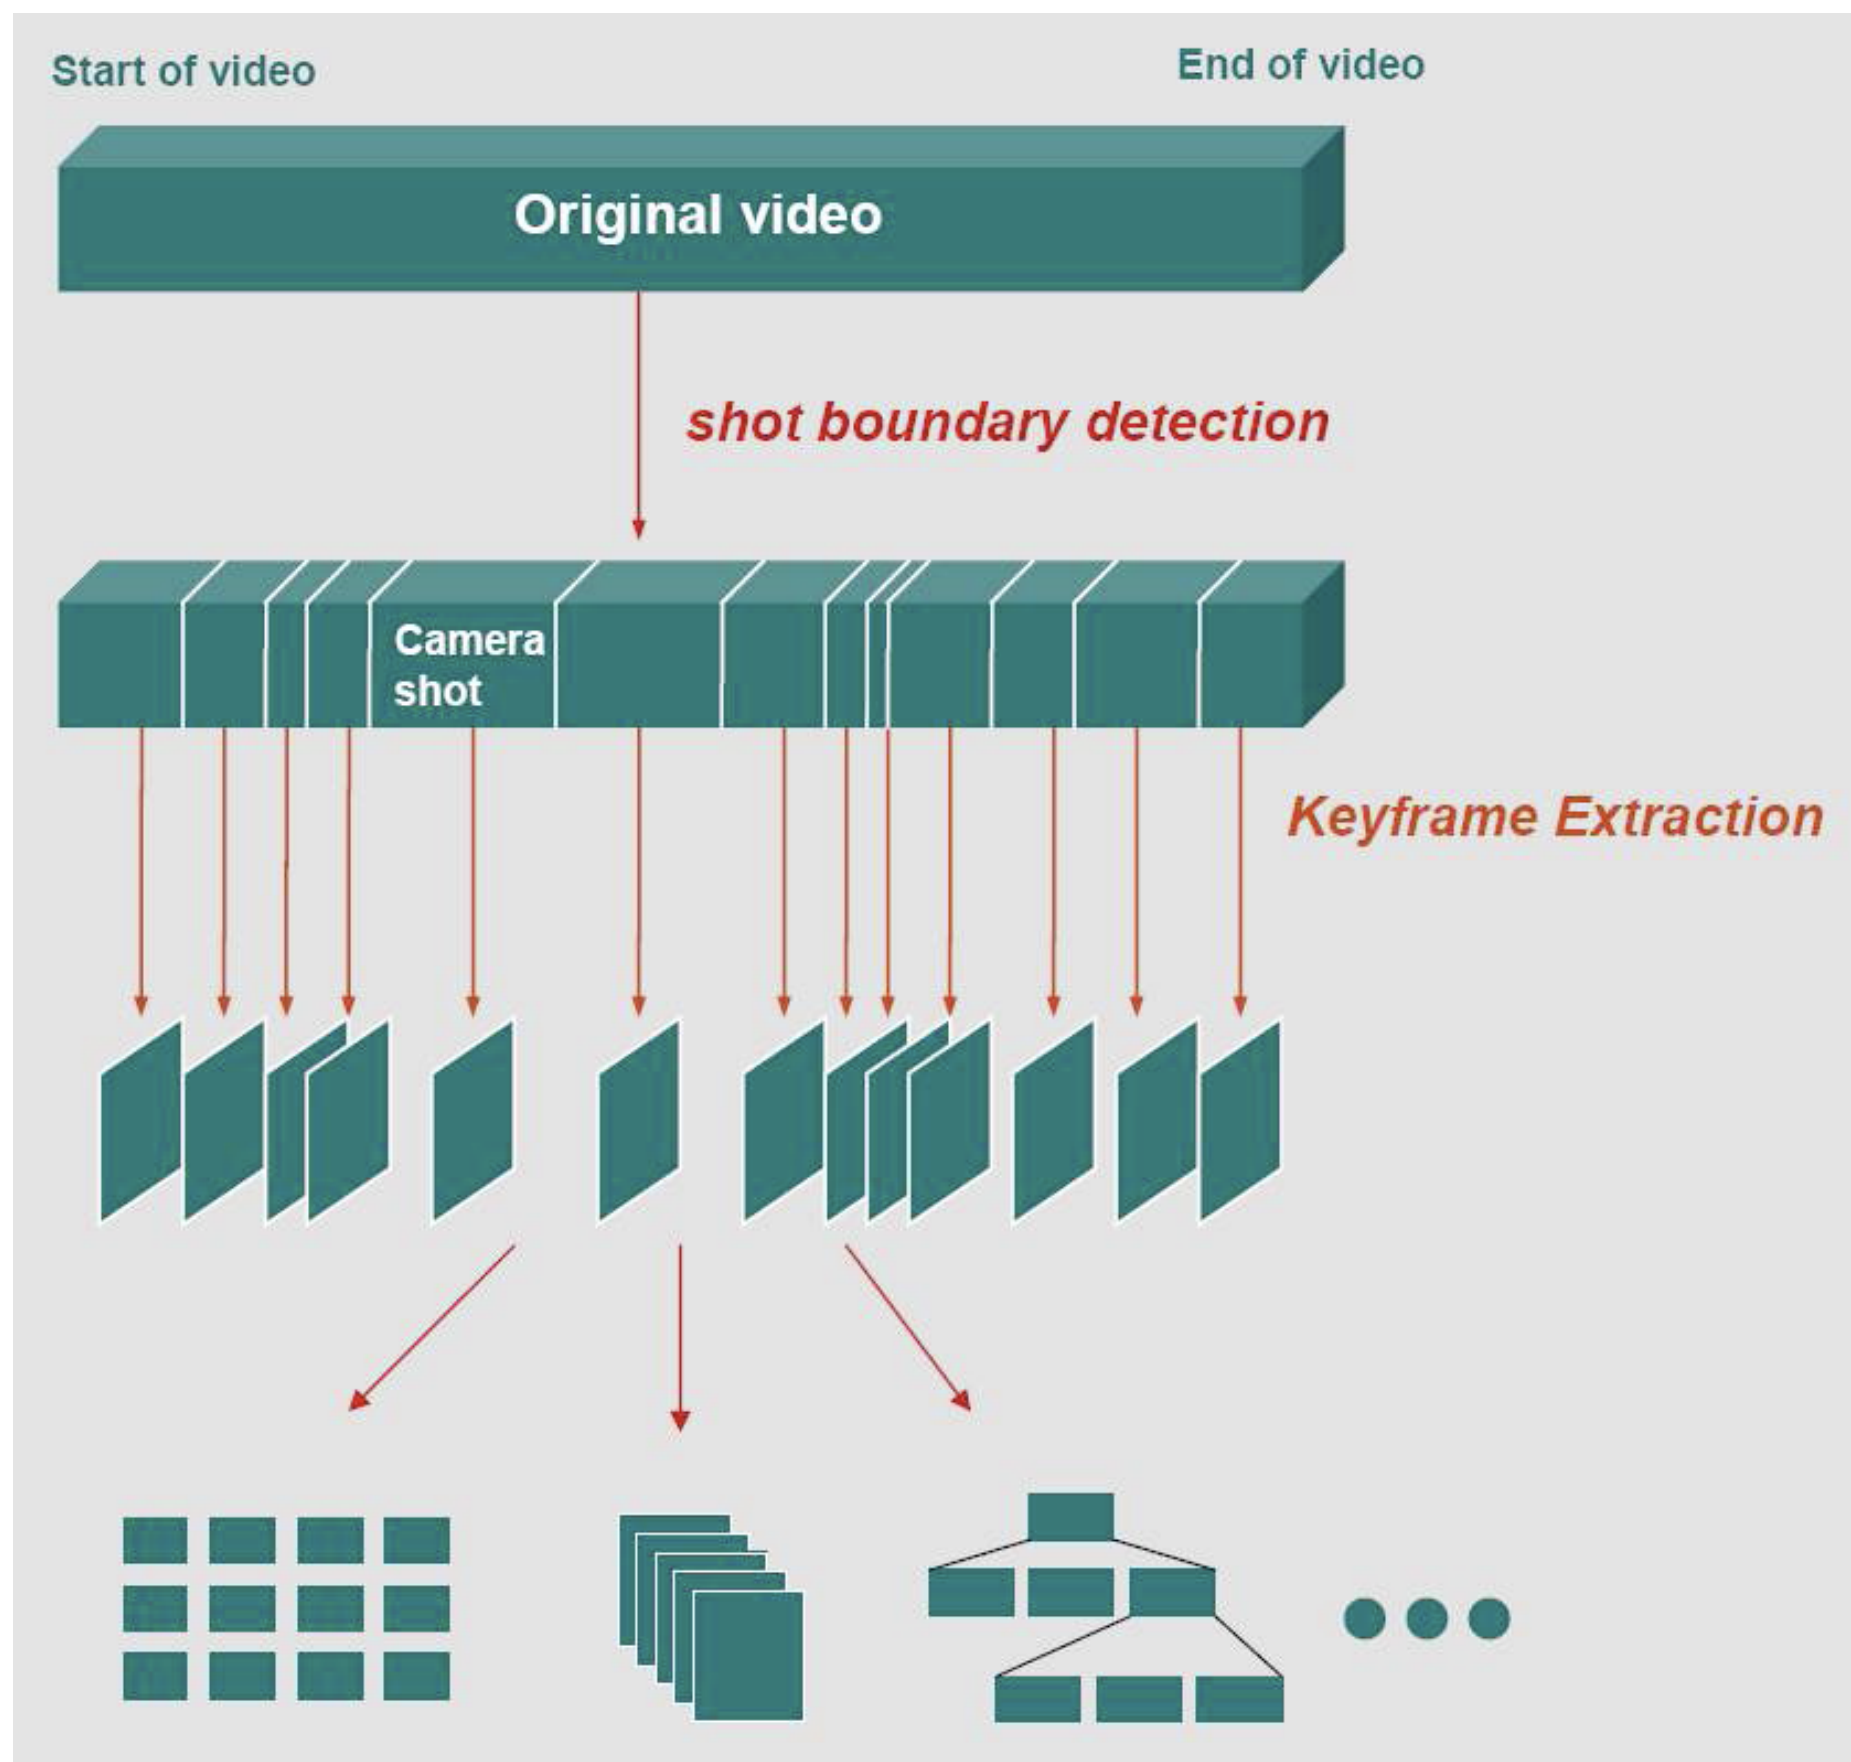 Start of video
End of video
Original video
shot boundary detection
Camera
shot
Keyframe Extraction